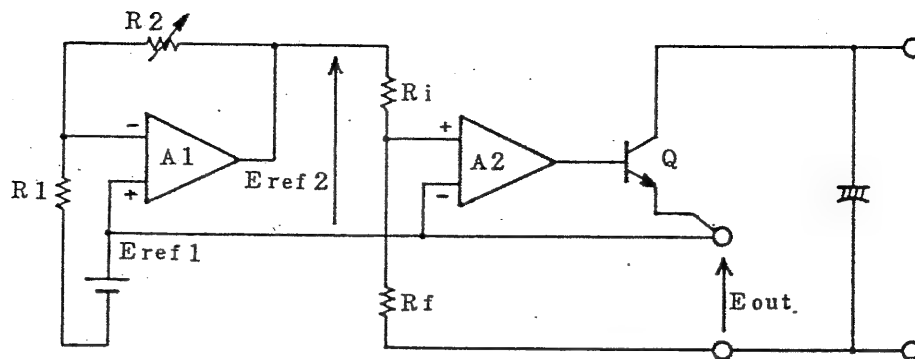 R2
Ri
R1
-
A1
+
Eref2
+
A2
-
Q
Eref1
Rf
Eout.